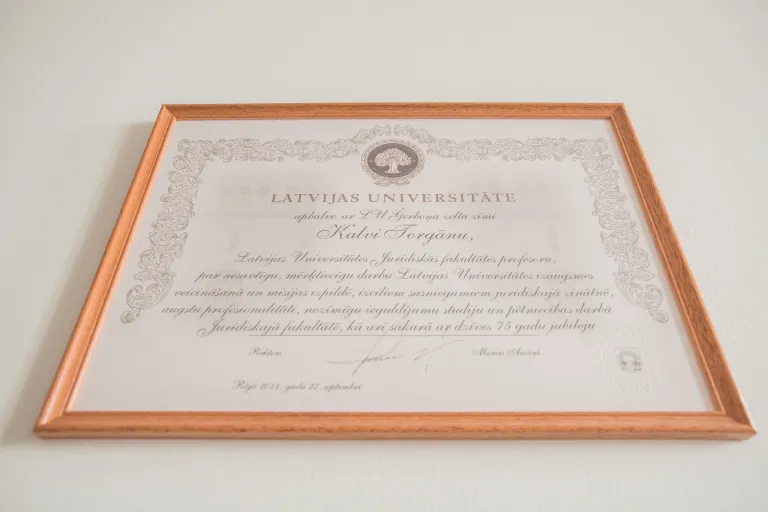 LATVIJAS UNIVERSITĀTE
apbalvo ar LU Ģerboņa zelta zīmi
Kalvi Torgānu,
Latvijas Universitātes Juridiskās fakultātes profesoru,
par nesavtīgu, mērķtiecīgu darbu Latvijas Universitātes izaugsmes
veicināšanā un misijas izpildē, izciliem sasniegumiem juridiskajā zinātnē,
augstu profesionalitāti, nozīmīgu ieguldījumu studiju un pētniecības darbā
Juridiskajā fakultātē, kā arī sakarā ar dzīves 75 gadu jubileju
Rektors Mārcis Auziņš
Rīgā 2014. gada 27. septembrī